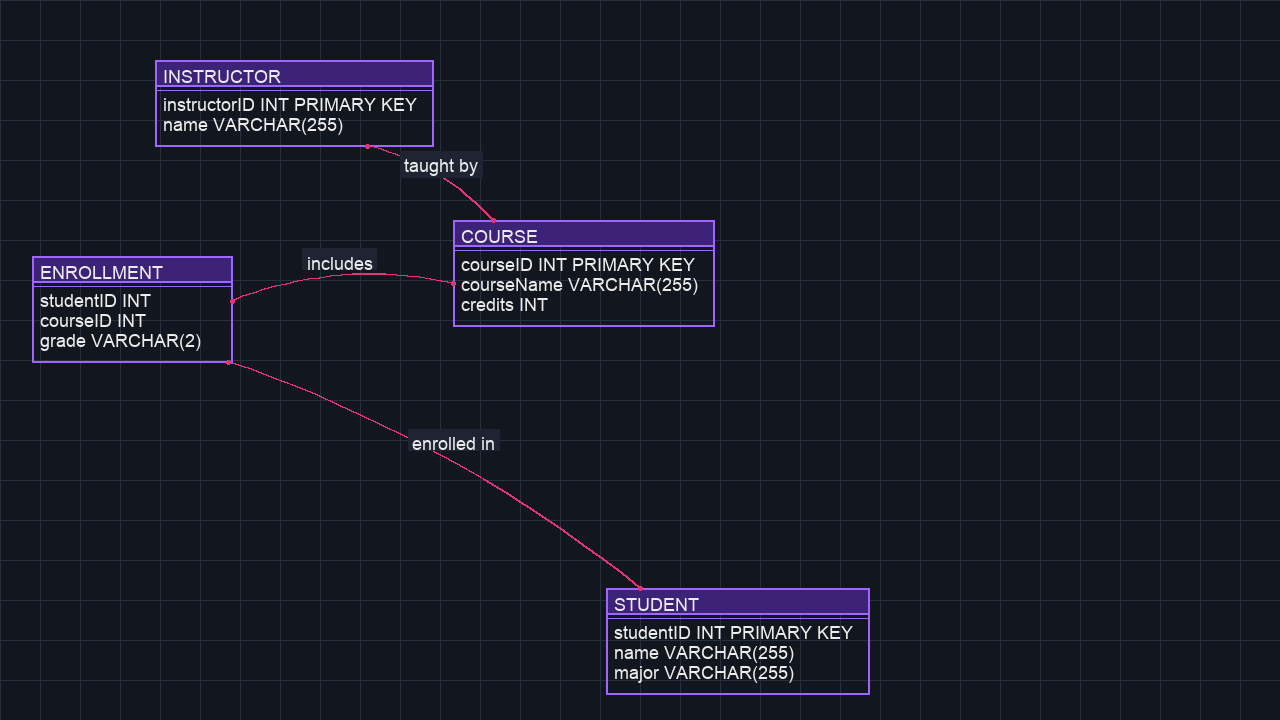 INSTRUCTOR
instructorID INT PRIMARY KEY
name VARCHAR(255)
taught by
COURSE
courseID INT PRIMARY KEY
courseName VARCHAR(255)
credits INT
includes
ENROLLMENT
studentID INT
courseID INT
grade VARCHAR(2)
enrolled in
STUDENT
studentID INT PRIMARY KEY
name VARCHAR(255)
major VARCHAR(255)